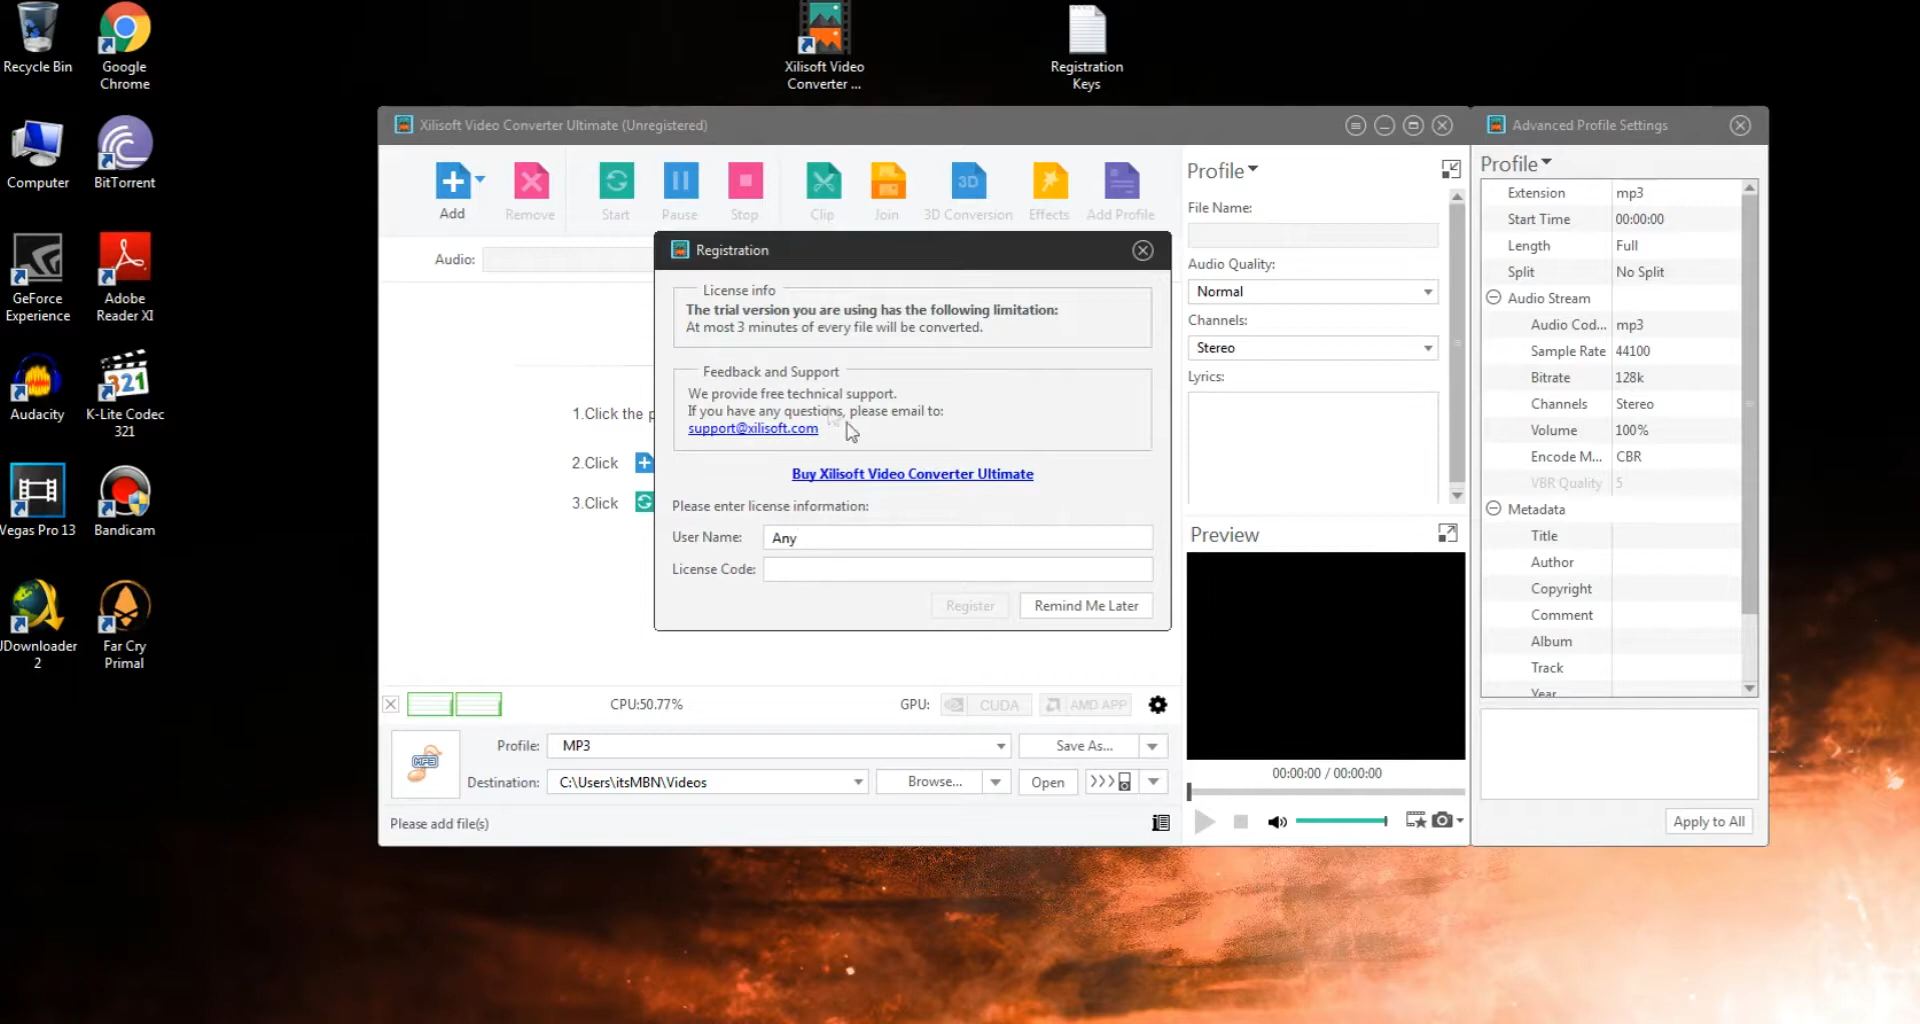 Recycle Bin
Google
Chrome
Computer
BitTorrent
GeForce
Experience
Adobe
Reader XI
Audacity
K-Lite Codec
321
Vegas Pro 13
Bandicam
JDownloader
2
Far Cry
Primal
Xilisoft Video
Converter ...
Registration
Keys
Xilisoft Video Converter Ultimate (Unregistered)
Add
Remove
Start
Pause
Stop
Clip
Join
3D
3D Conversion
Effects
Add Profile
Audio:
1.Click the p
2.Click
3.Click
Registration
License info
The trial version you are using has the following limitation:
At most 3 minutes of every file will be converted.
Feedback and Support
We provide free technical support.
If you have any questions, please email to:
support@xilisoft.com
Buy Xilisoft Video Converter Ultimate
Please enter license information:
User Name: Any
License Code:
Register
Remind Me Later
CPU:50.77%
GPU:
CUDA
AMD APP
MP3
Profile: MP3
Save As...
Destination: C:\Users\itsMBN\Videos
Browse...
Open
Please add file(s)
Profile
File Name:
Audio Quality:
Normal
Channels:
Stereo
Lyrics:
Preview
00:00:00 / 00:00:00
Advanced Profile Settings
Profile
Extension mp3
Start Time 00:00:00
Length Full
Split No Split
Audio Stream
Audio Cod... mp3
Sample Rate 44100
Bitrate 128k
Channels Stereo
Volume 100%
Encode M... CBR
VBR Quality 5
Metadata
Title
Author
Copyright
Comment
Album
Track
Year
Apply to All